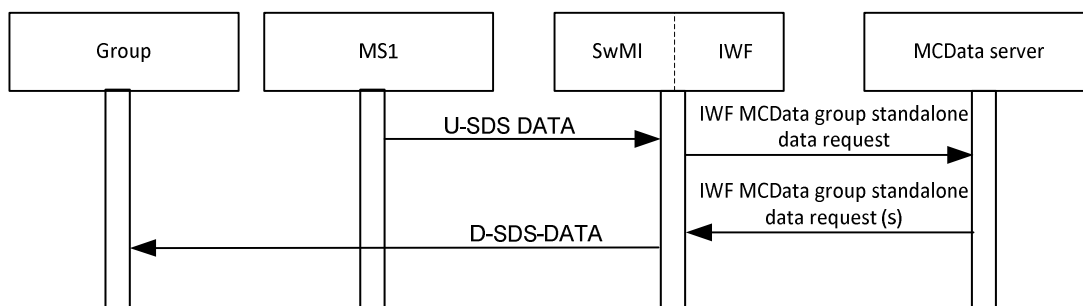 Group
MS1
SwMI
IWF
MCData server
U-SDS DATA
IWF MCData group standalone
data request
IWF MCData group standalone
data request (s)
D-SDS-DATA